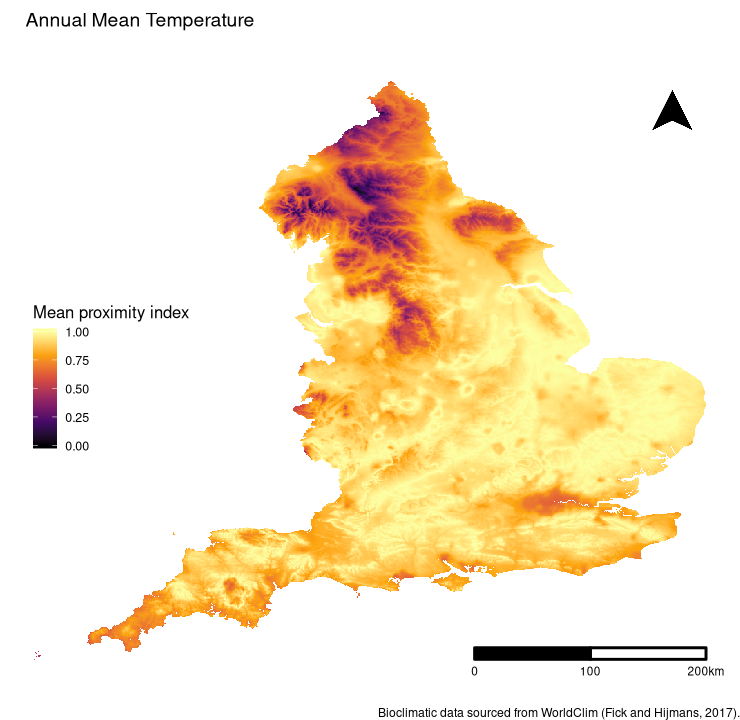 Annual Mean Temperature
Mean proximity index
1.00
0.75
0.50
0.25
0.00
0 100 200km
Bioclimatic data sourced from WorldClim (Fick and Hijmans, 2017).